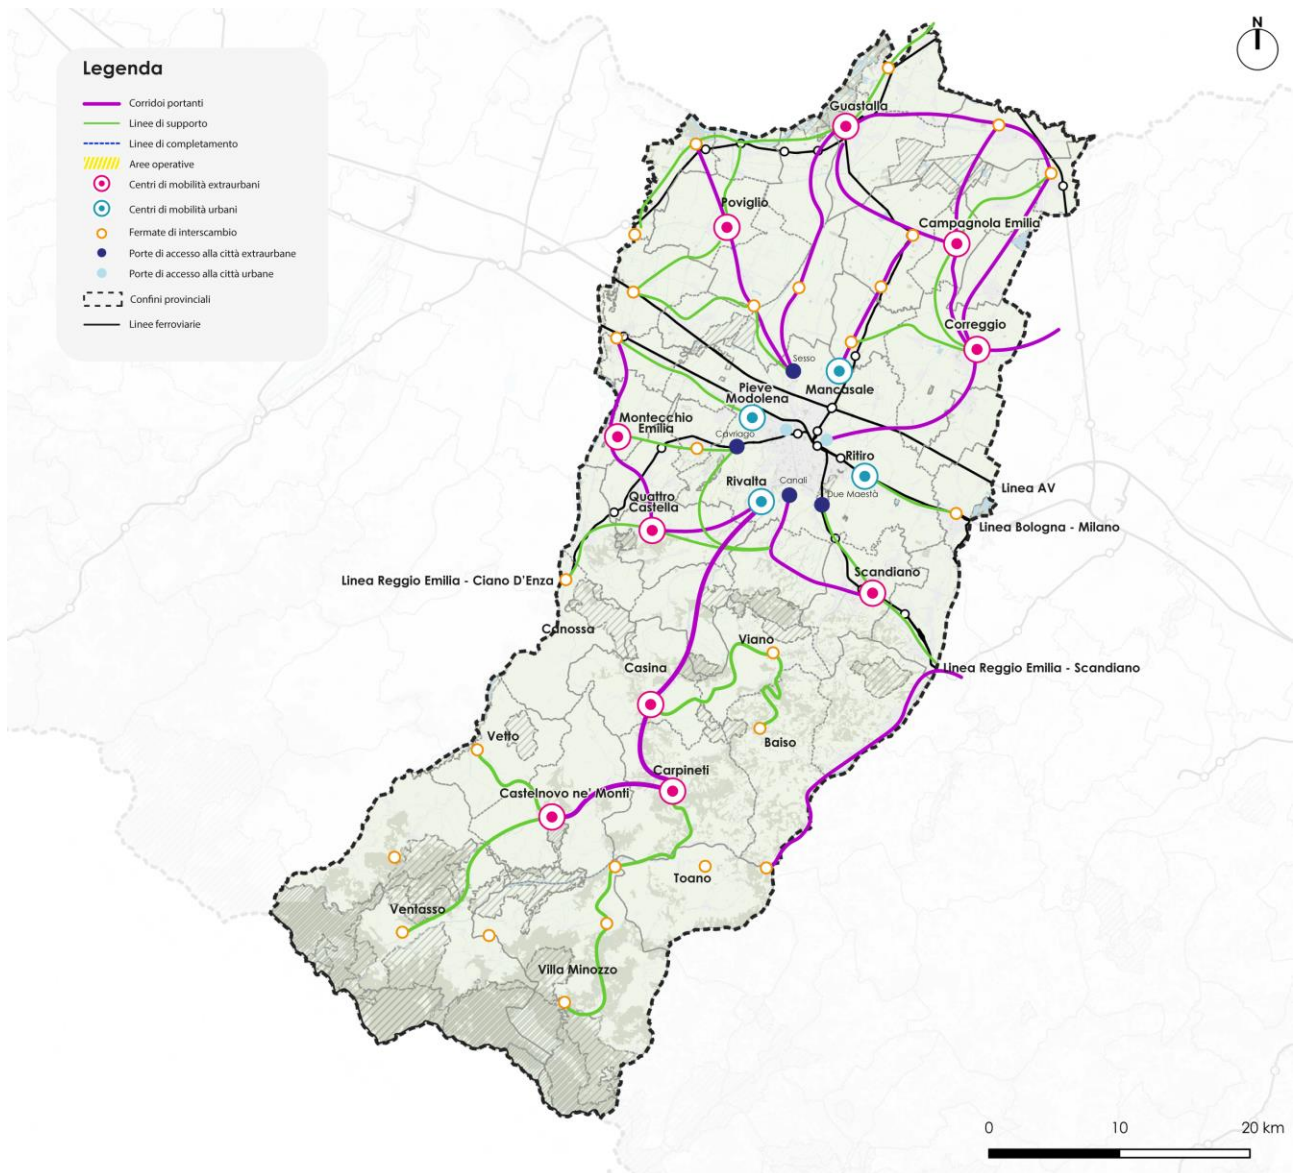 N
Legenda
Corridoi portanti
Linee di supporto
Linee di completamento
Aree operative
Centri di mobilità extraurbani
Centri di mobilità urbani
Fermate di interscambio
Porte di accesso alla città extraurbane
Porte di accesso alla città urbane
Confini provinciali
Linee ferroviarie
Guastalla
Poviglio
Campagnola Emilia
Correggio
Sesso
Mancasale
Pieve
Modolena
Montecchio
Emilia
Cavriago
Ritiro
Rivalta
Canali
Due Maestà
Linea AV
Quattro
Castella
Linea Bologna - Milano
Linea Reggio Emilia - Ciano D'Enza
Scandiano
Canossa
Viano
Casina
Linea Reggio Emilia - Scandiano
Vetto
Baiso
Carpineti
Castelnovo ne' Monti
Toano
Ventasso
Villa Minozzo
0 10 20 km